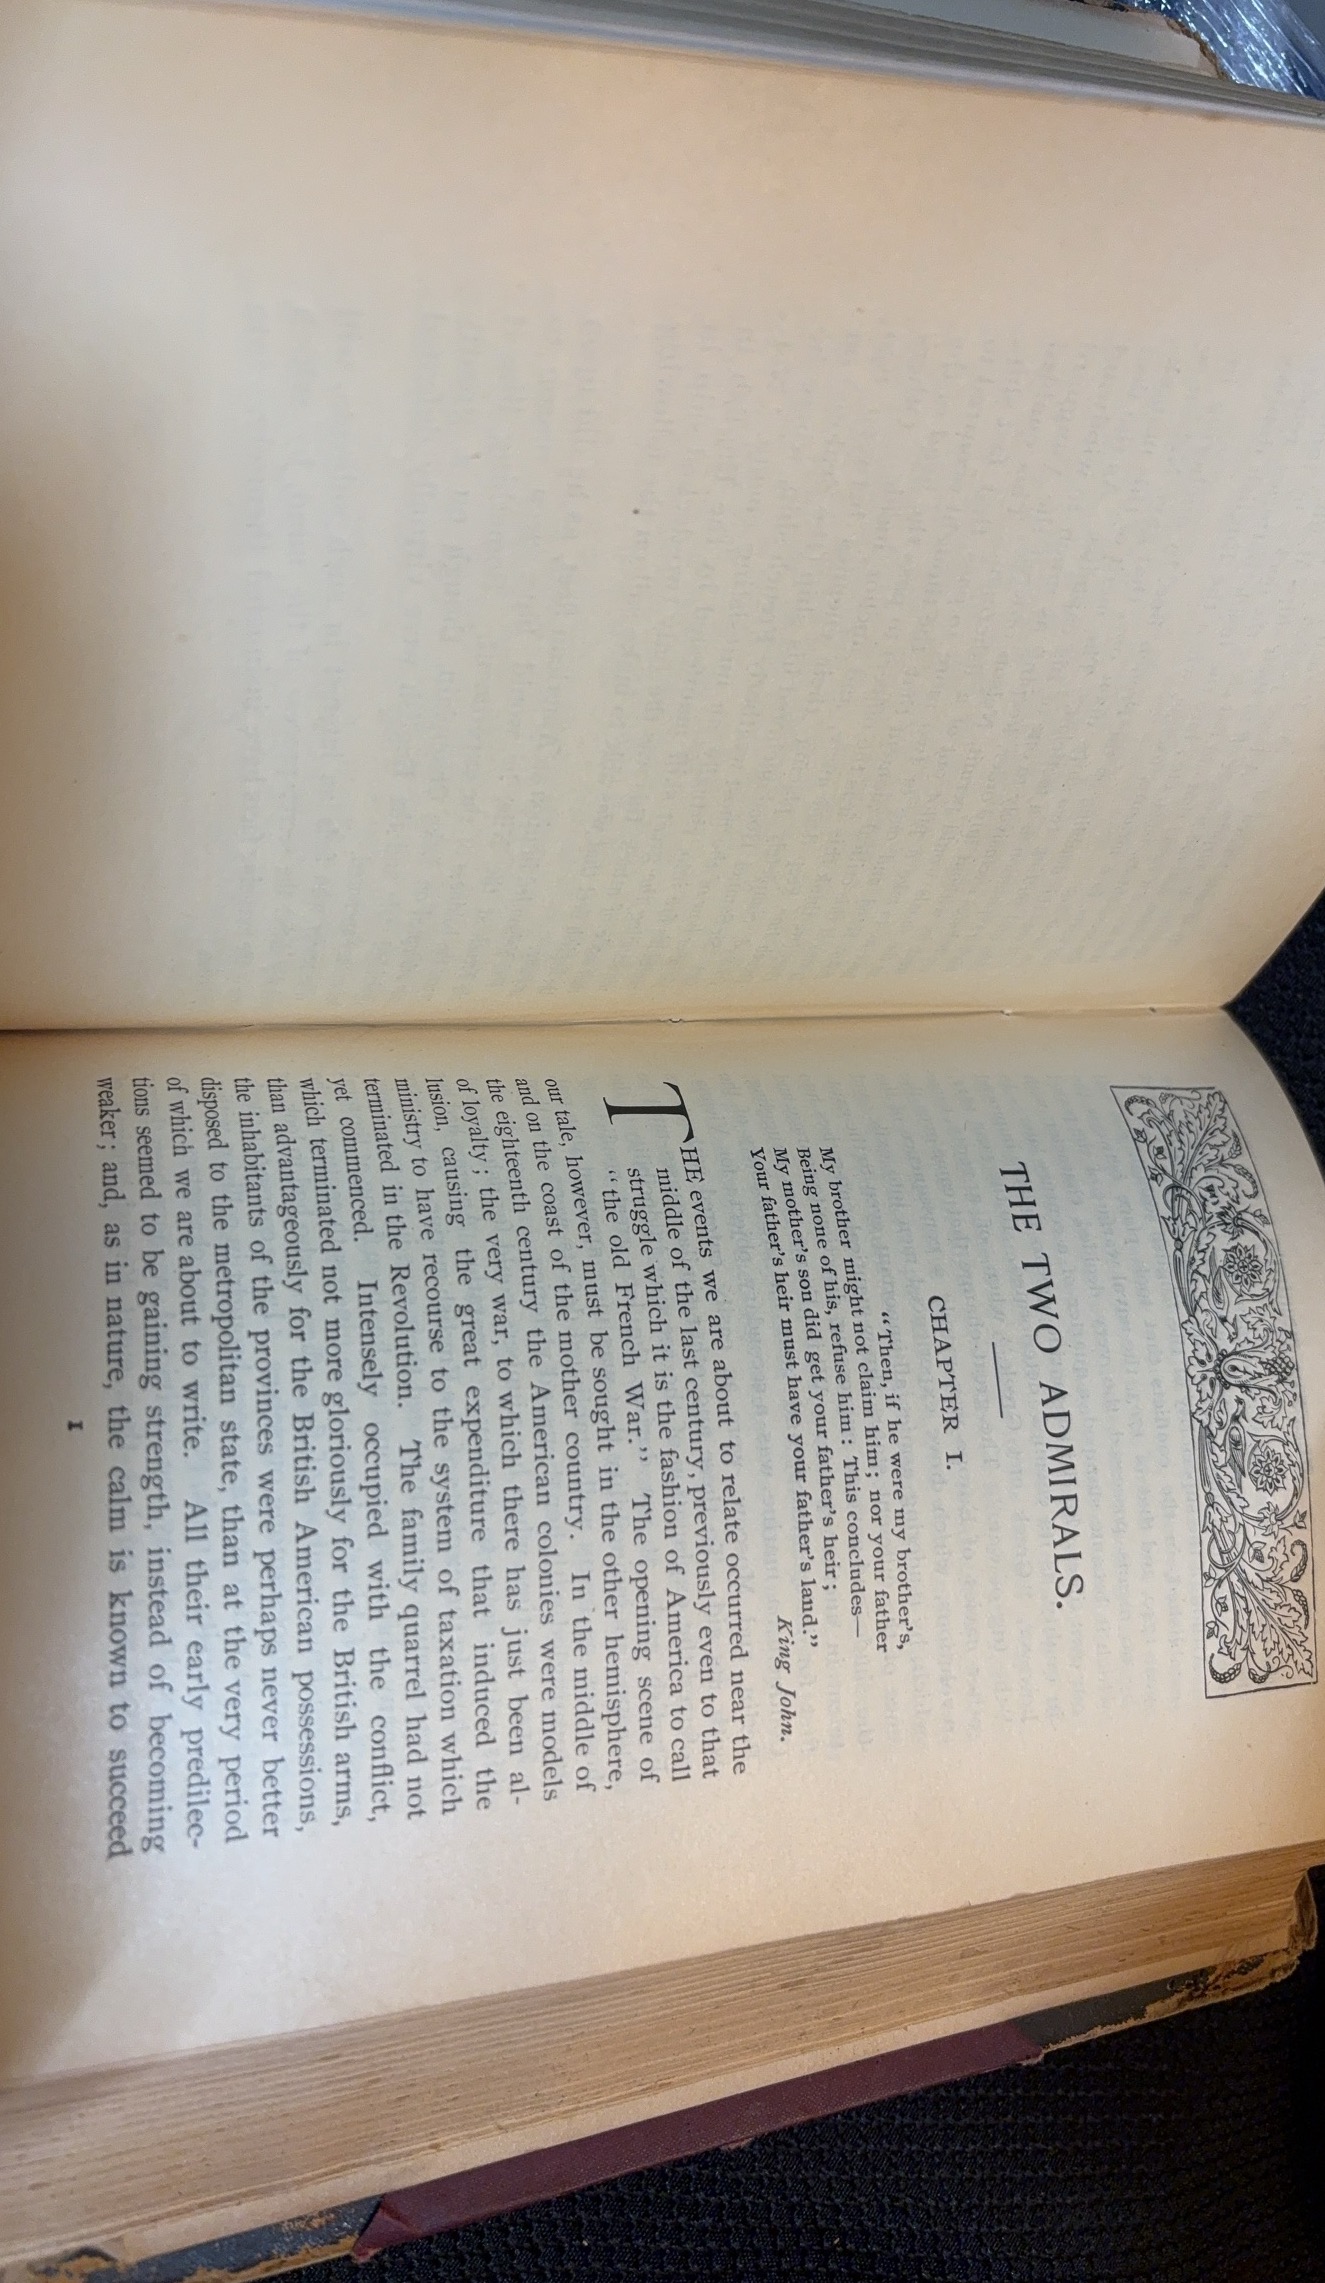 THE TWO ADMIRALS.
CHAPTER I.
"Then, if he were my brother's,
My brother might not claim him; nor your father
Being none of his, refuse him: This concludes—
My mother's son did get your father's heir;
Your father's heir must have your father's land."
King John.
THE events we are about to relate occurred near the
middle of the last century, previously even to that
struggle which it is the fashion of America to call
"the old French War." The opening scene of
our tale, however, must be sought in the other hemisphere,
and on the coast of the mother country. In the middle of
the eighteenth century the American colonies were models
of loyalty; the very war, to which there has just been al-
lusion, causing the great expenditure that induced the
ministry to have recourse to the system of taxation which
terminated in the Revolution. The family quarrel had not
yet commenced. Intensely occupied with the conflict,
which terminated not more gloriously for the British arms,
than advantageously for the British American possessions,
the inhabitants of the provinces were perhaps never better
disposed to the metropolitan state, than at the very period
of which we are about to write. All their early predilec-
tions seemed to be gaining strength, instead of becoming
weaker; and, as in nature, the calm is known to succeed
1